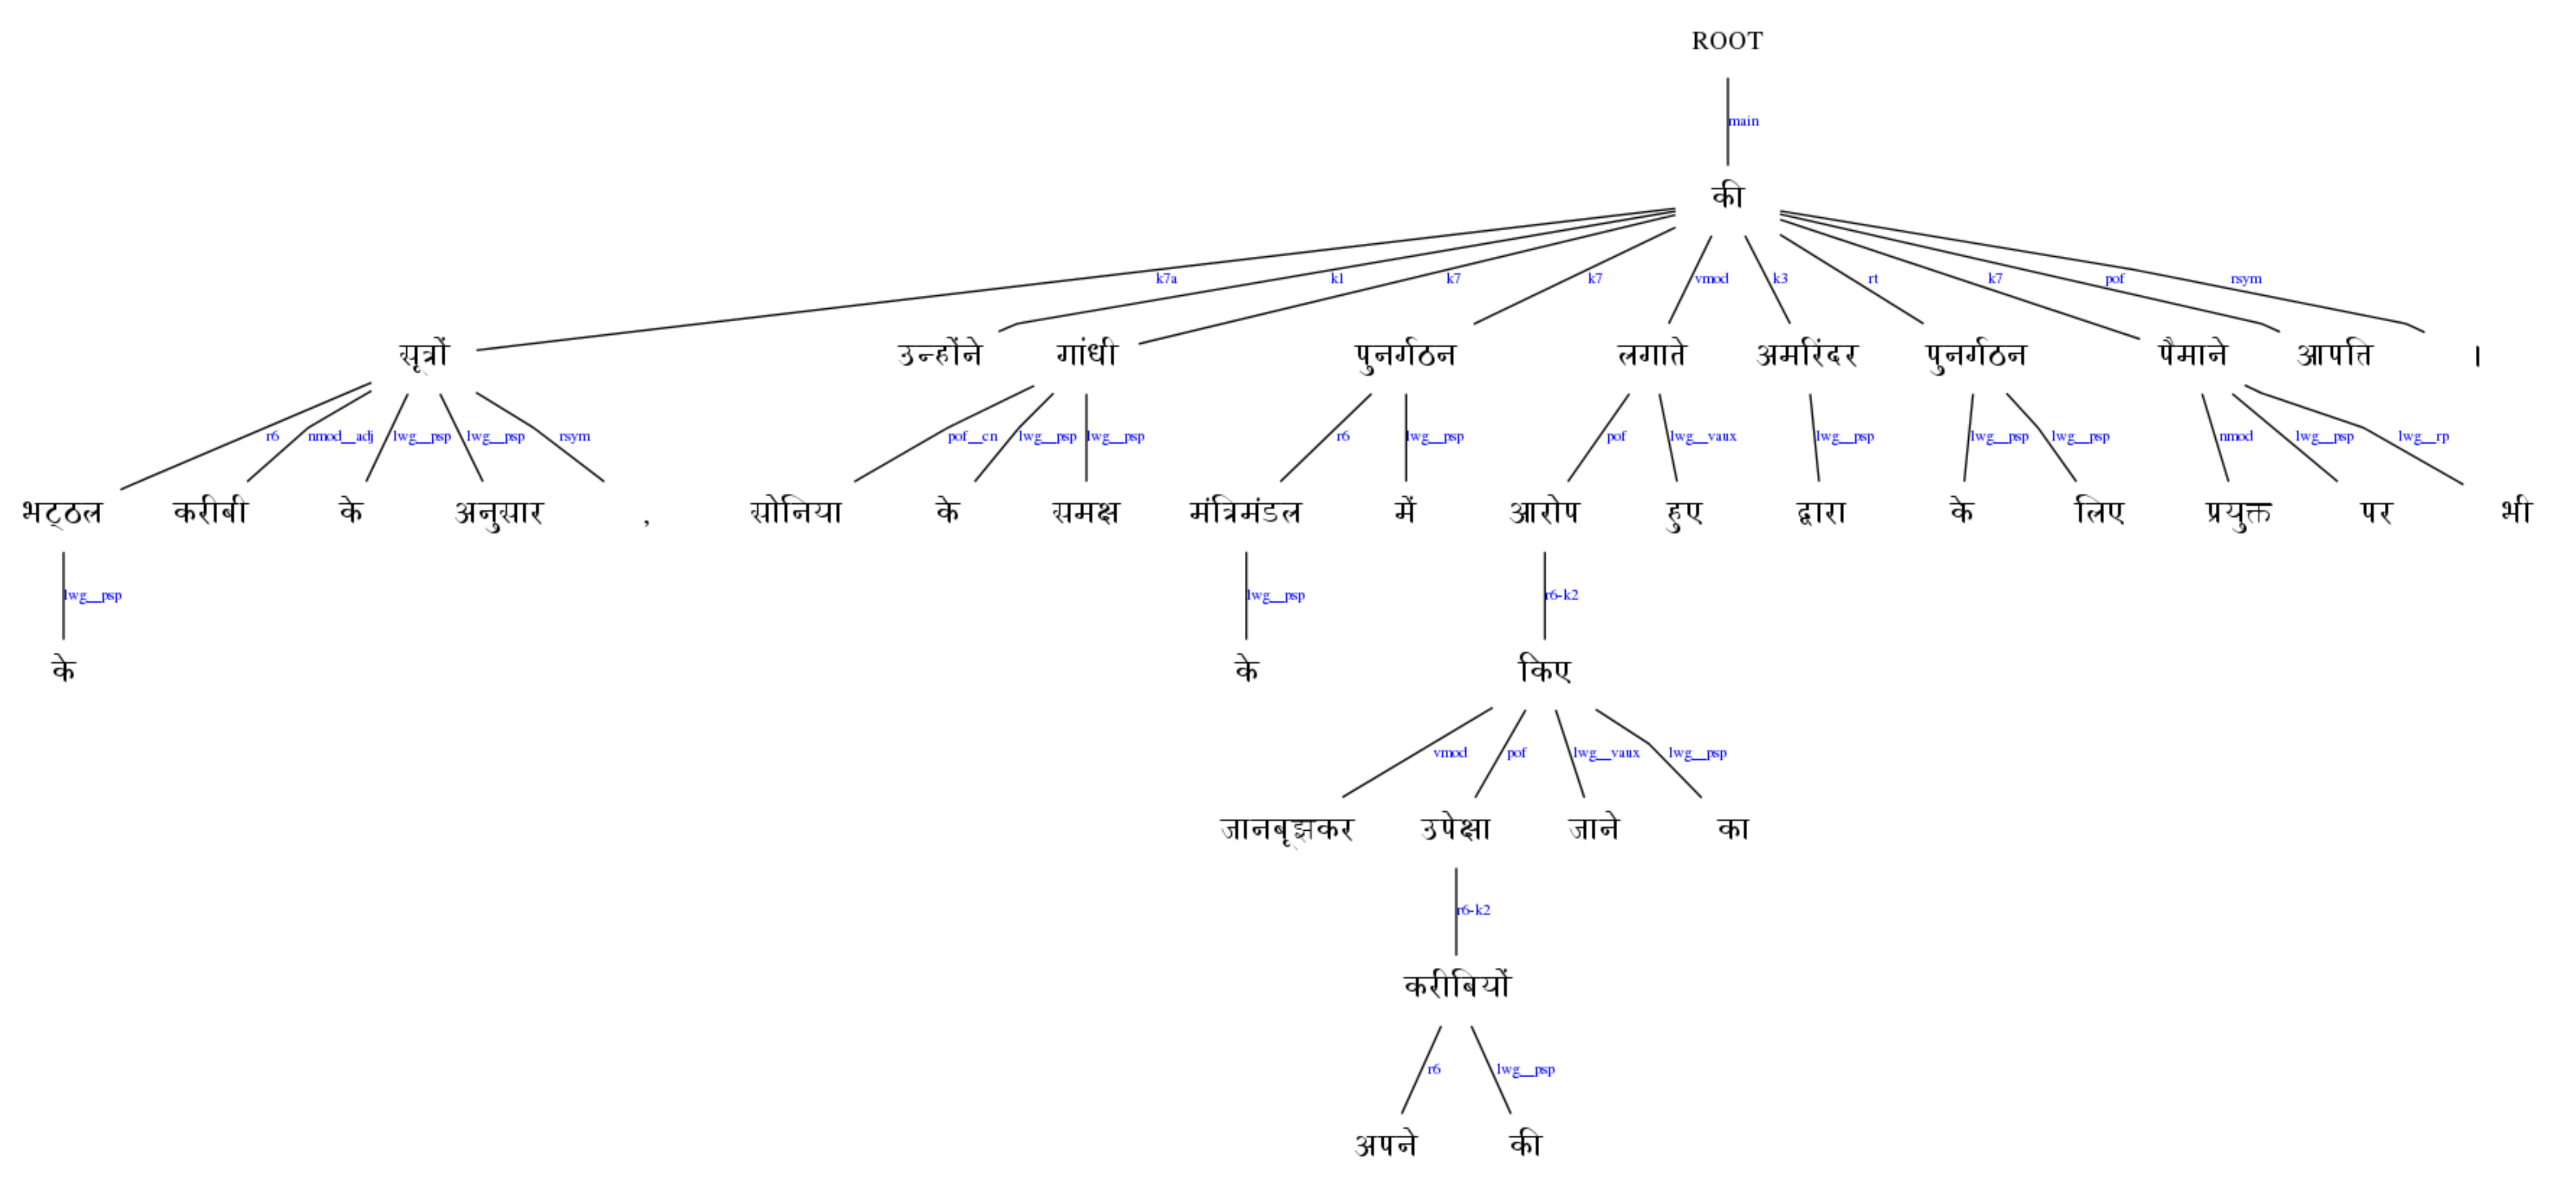 ROOT
main
की
k7a k1 k7 k7 vmod k3 rt k7 pof rsym
सूत्रों उन्होंने गांधी पुनर्गठन लगाते अमरिंदर पुनर्गठन पैमाने आपत्ति ।
r6 nmod__adj lwg__psp lwg__psp rsym pof__cn lwg__psp lwg__psp r6 lwg__psp pof lwg__vaux lwg__psp lwg__psp lwg__psp nmod lwg__psp lwg__rp
भट्ठल करीबी के अनुसार , सोनिया के समक्ष मंत्रिमंडल में आरोप हुए द्वारा के लिए प्रयुक्त पर भी
lwg__psp lwg__psp r6-k2
के के किए
vmod pof lwg__vaux lwg__psp
जानबूझकर उपेक्षा जाने का
r6-k2
करीबियों
r6 lwg__psp
अपने की